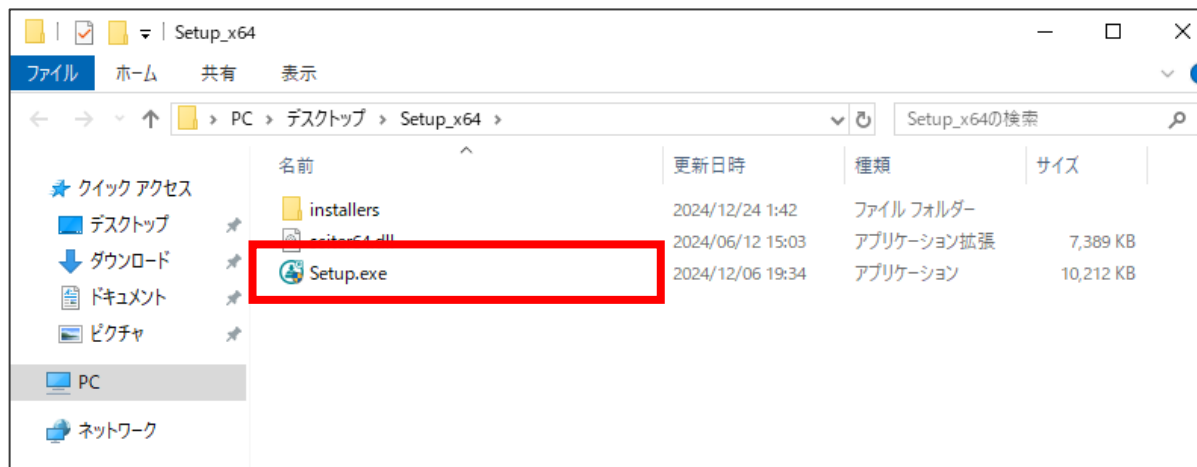 Setup_x64
ファイル ホーム 共有 表示
PC デスクトップ Setup_x64 Setup_x64の検索
名前 更新日時 種類 サイズ
クイック アクセス
デスクトップ
ダウンロード
ドキュメント
ピクチャ
PC
ネットワーク
installers 2024/12/24 1:42 ファイル フォルダー
2024/06/12 15:03 アプリケーション拡張 7,389 KB
Setup.exe 2024/12/06 19:34 アプリケーション 10,212 KB